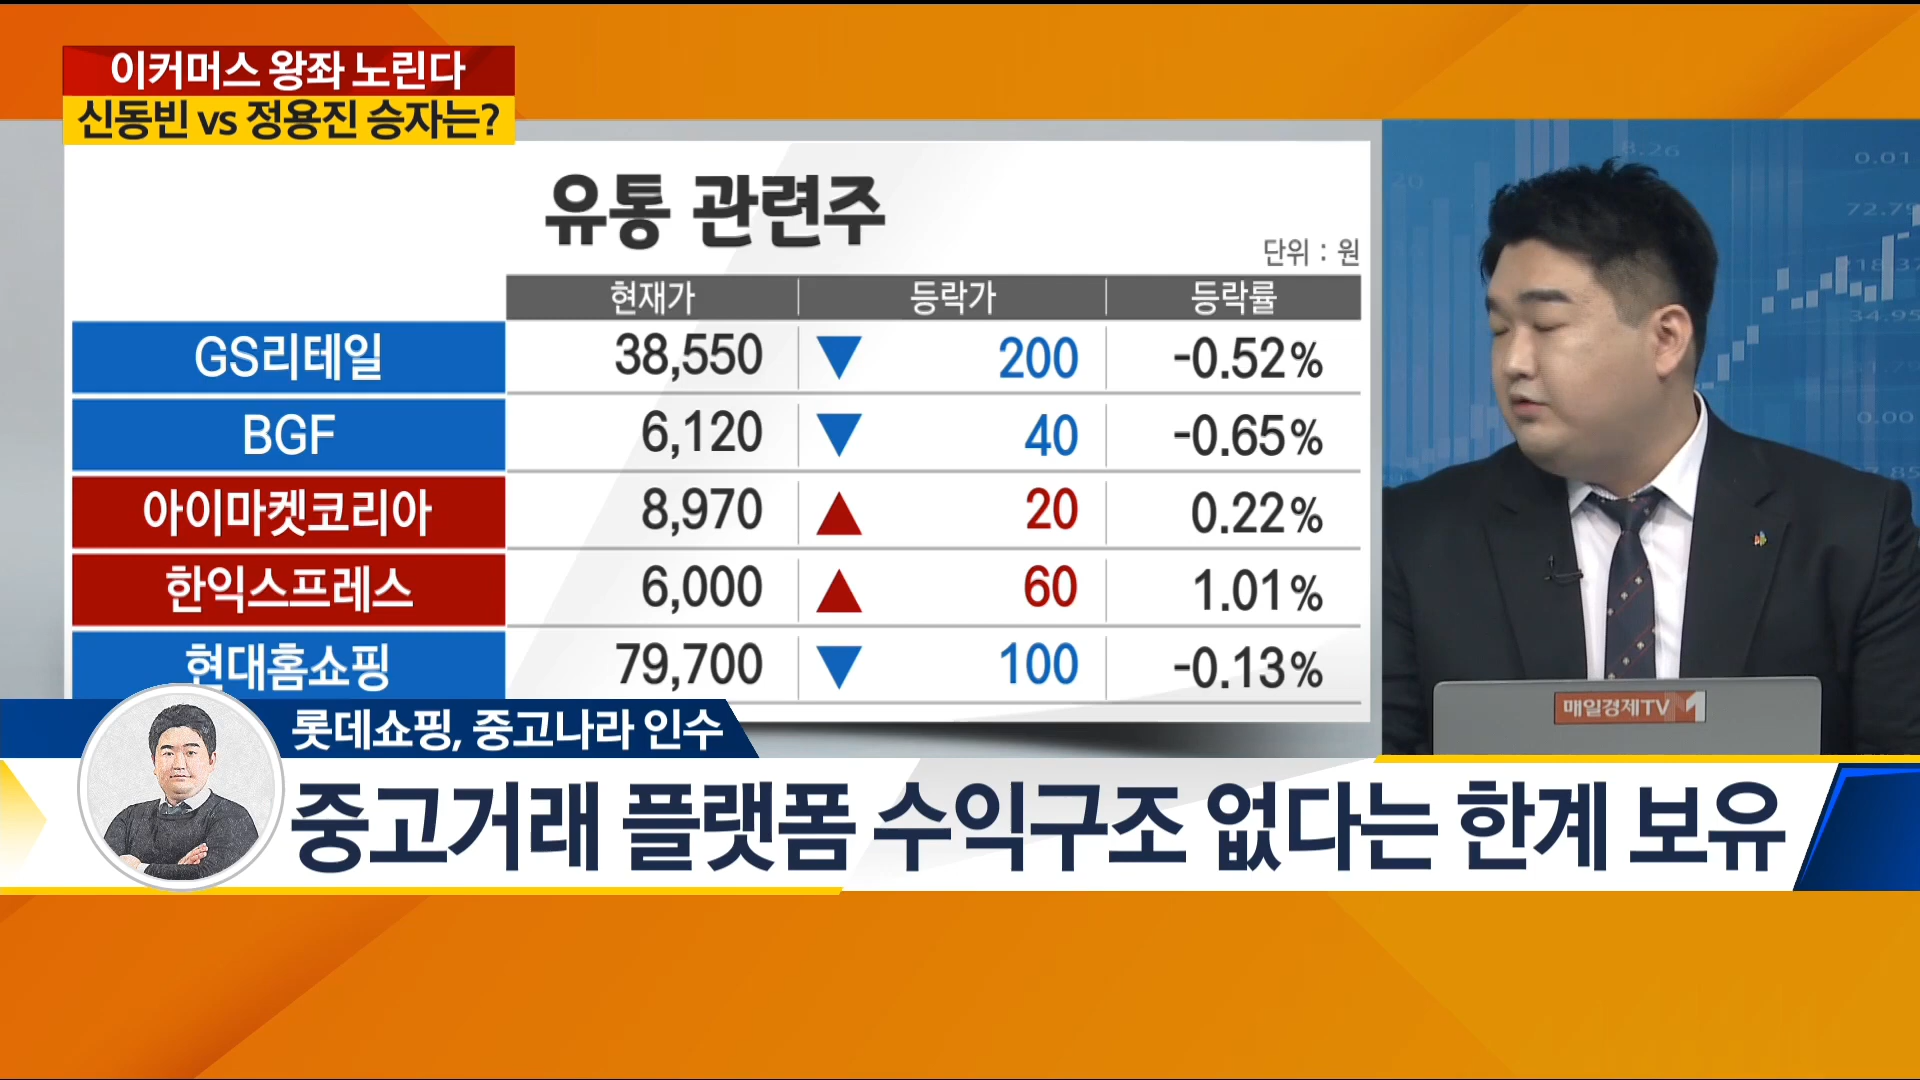 이커머스 왕좌 노린다
신동빈 vs 정용진 승자는?
유통 관련주
단위 : 원
현재가 등락가 등락률
GS리테일 38,550 ▼ 200 -0.52%
BGF 6,120 ▼ 40 -0.65%
아이마켓코리아 8,970 ▲ 20 0.22%
한익스프레스 6,000 ▲ 60 1.01%
현대홈쇼핑 79,700 ▼ 100 -0.13%
8.26
0.01
20
매일경제TV M
롯데쇼핑, 중고나라 인수
중고거래 플랫폼 수익구조 없다는 한계 보유